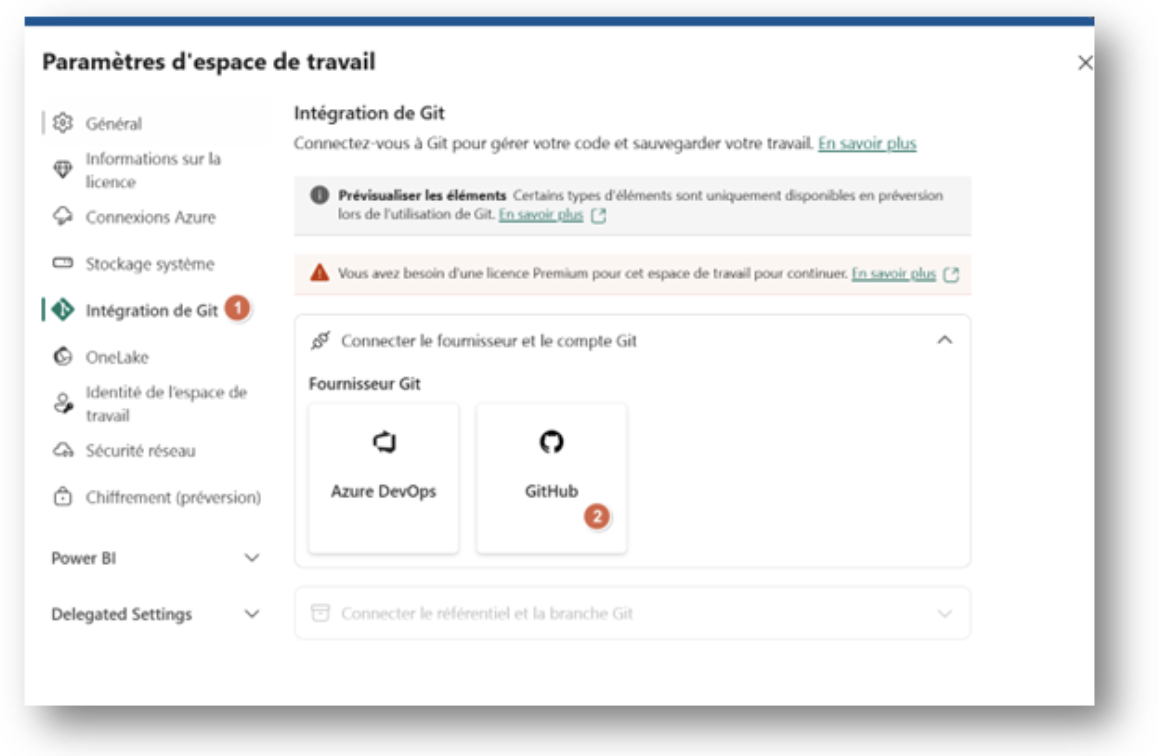 Paramètres d'espace de travail
Général
Informations sur la
licence
Connexions Azure
Stockage système
Intégration de Git 1
OneLake
Identité de l'espace de
travail
Sécurité réseau
Chiffrement (préversion)
Power BI
Delegated Settings
Intégration de Git
Connectez-vous à Git pour gérer votre code et sauvegarder votre travail. En savoir plus
Prévisualiser les éléments Certains types d'éléments sont uniquement disponibles en préversion
lors de l'utilisation de Git. En savoir plus
Vous avez besoin d'une licence Premium pour cet espace de travail pour continuer. En savoir plus
Connecter le fournisseur et le compte Git
Fournisseur Git
Azure DevOps
GitHub
2
Connecter le référentiel et la branche Git